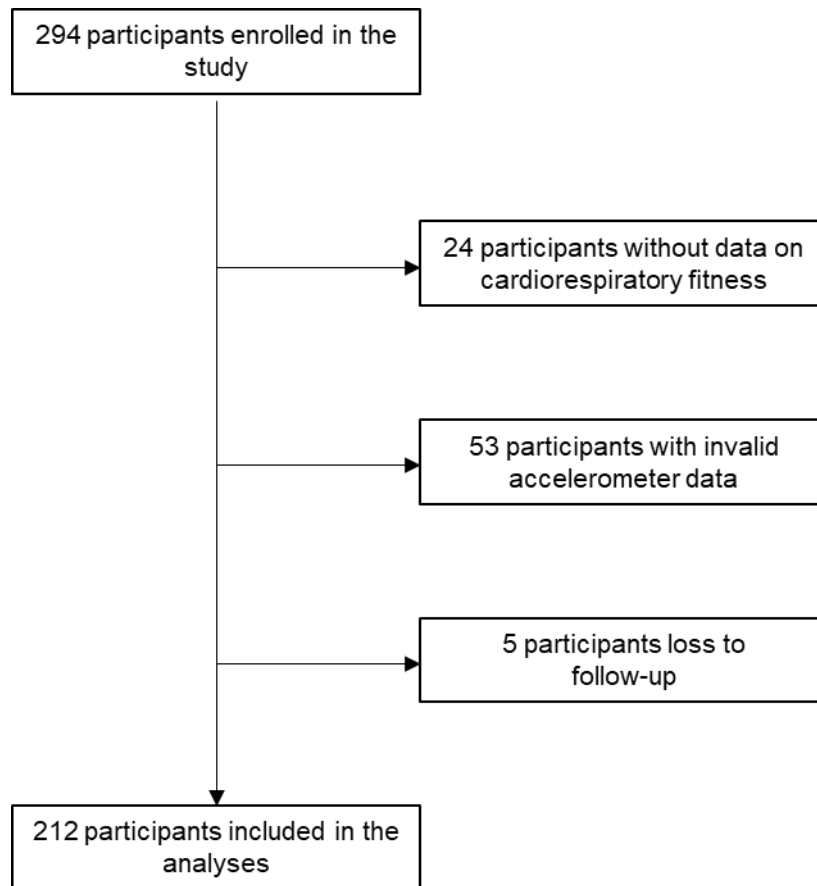 294 participants enrolled in the
study
24 participants without data on
cardiorespiratory fitness
53 participants with invalid
accelerometer data
5 participants loss to
follow-up
212 participants included in the
analyses